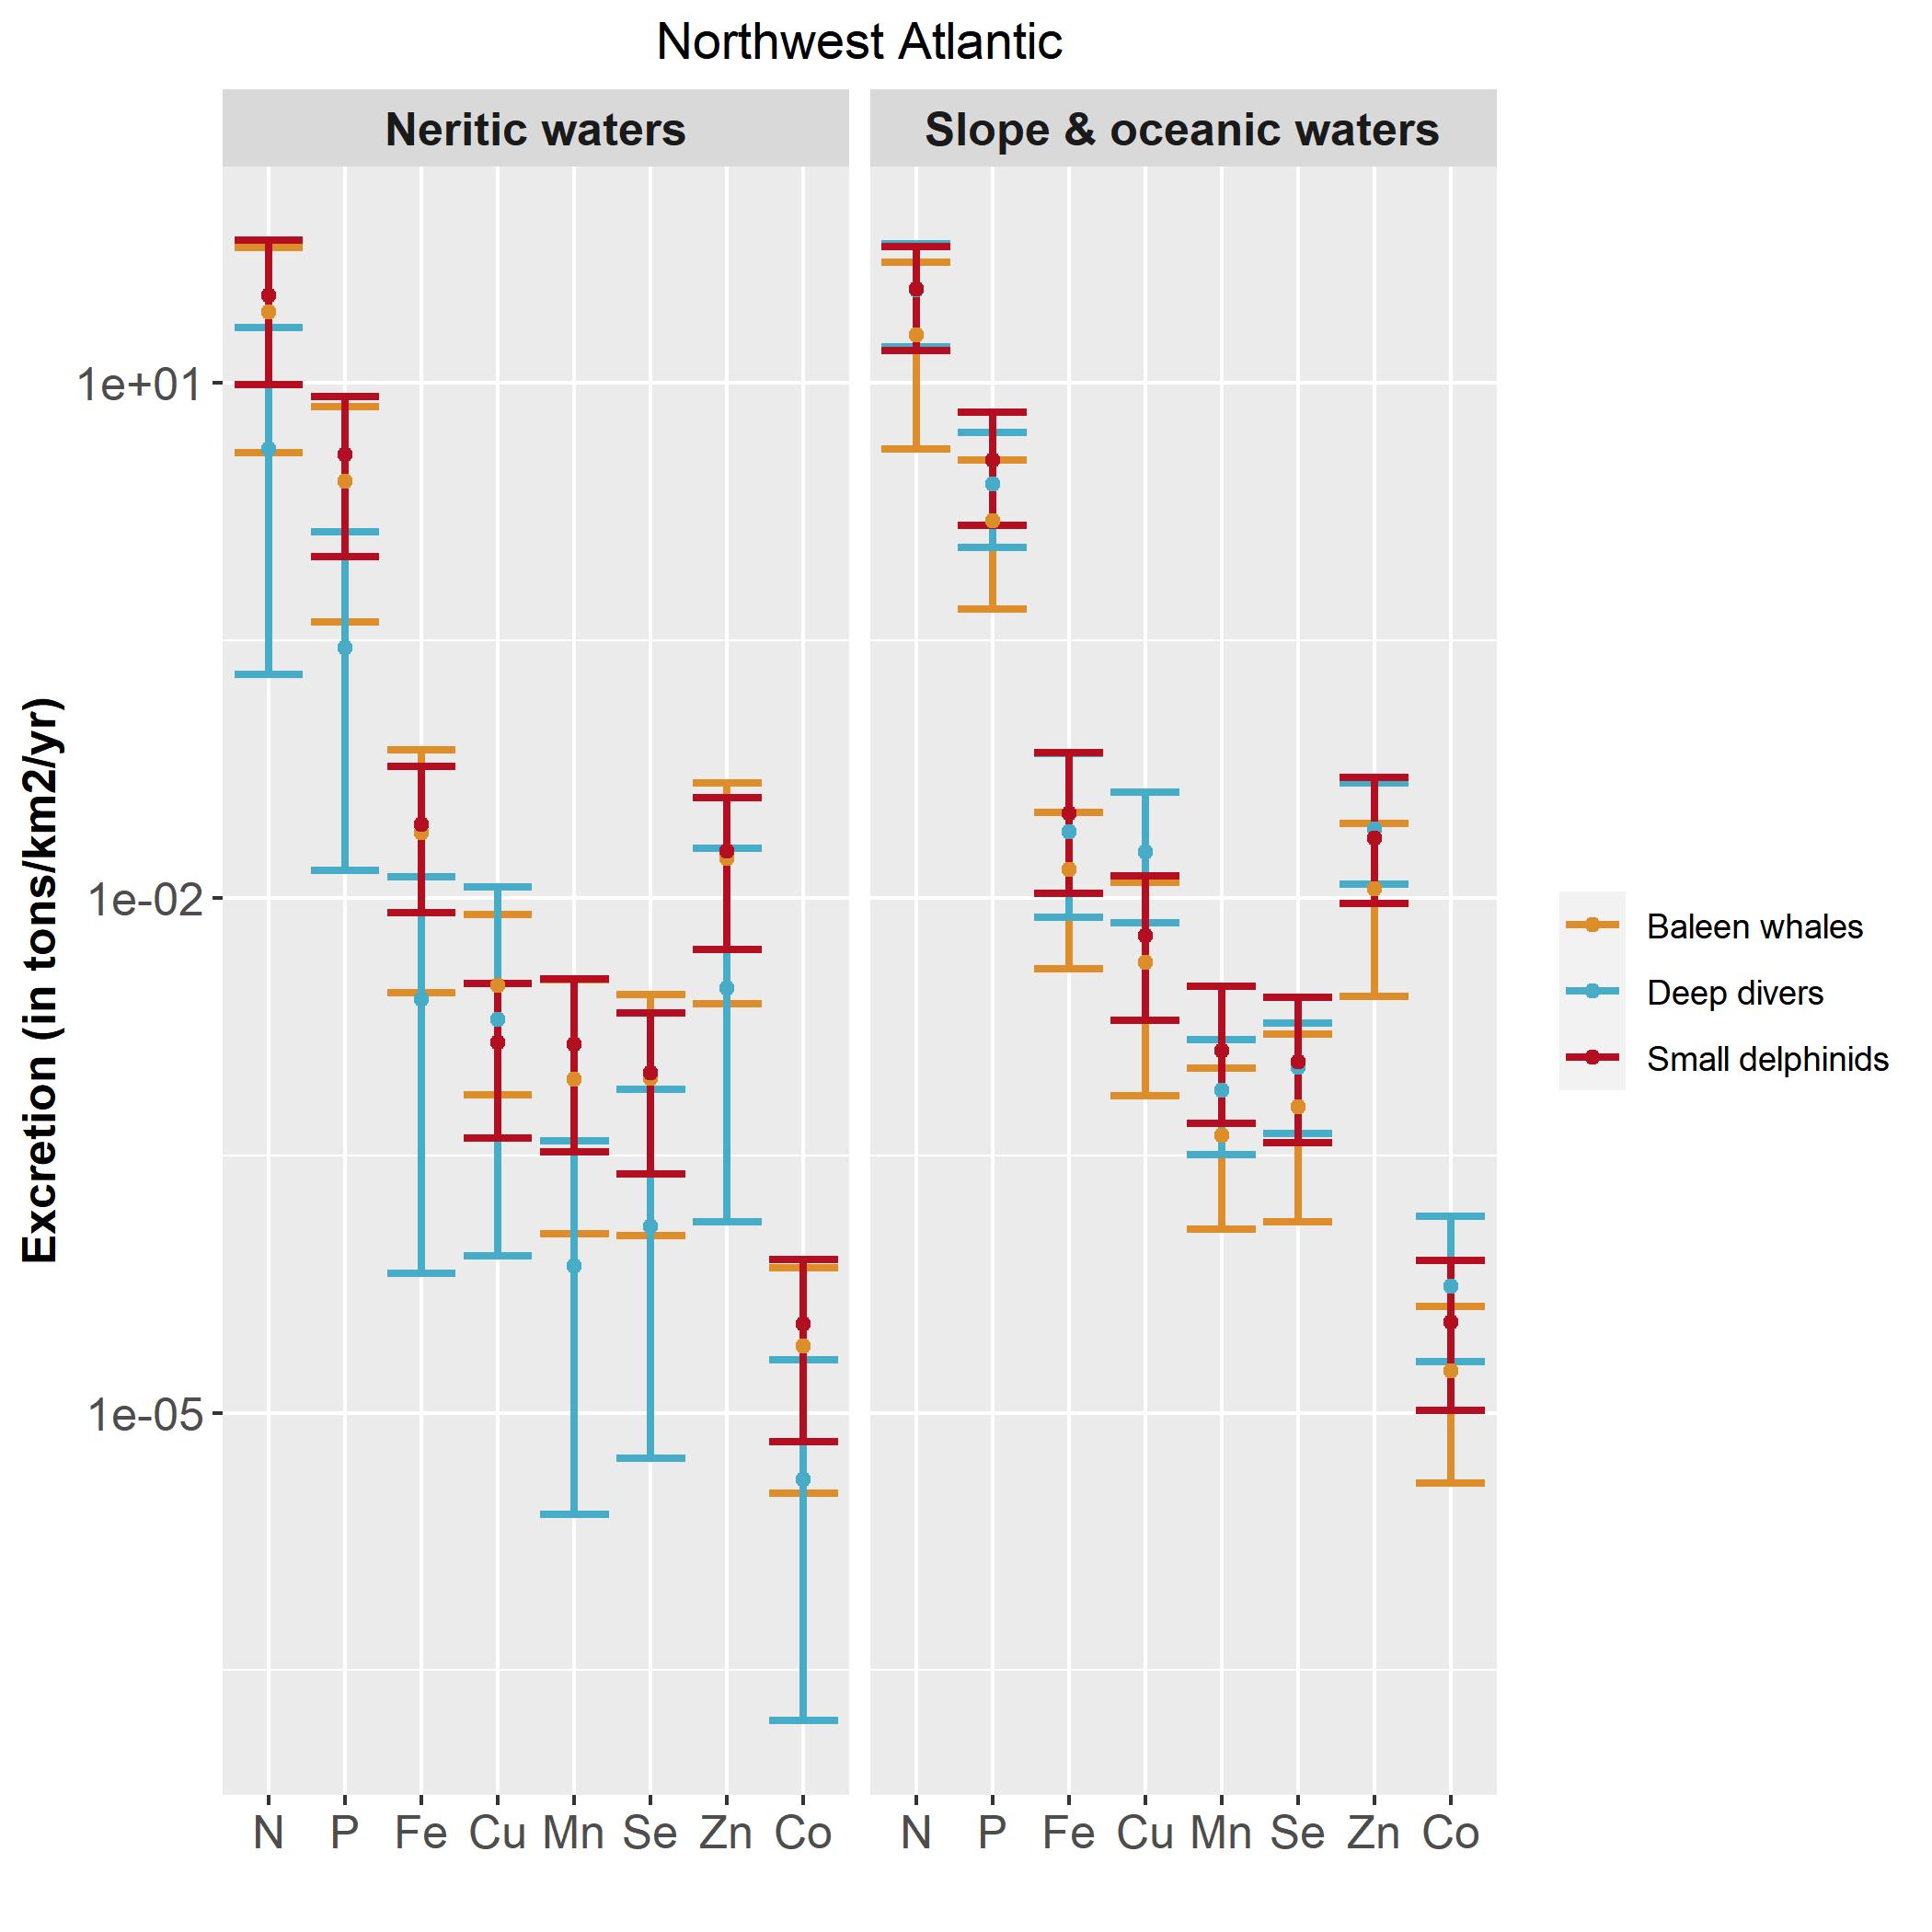 Northwest Atlantic
Neritic waters
Slope & oceanic waters
Excretion (in tons/km2/yr)
1e+01
1e-02
1e-05
N P Fe Cu Mn Se Zn Co
N P Fe Cu Mn Se Zn Co
Baleen whales
Deep divers
Small delphinids